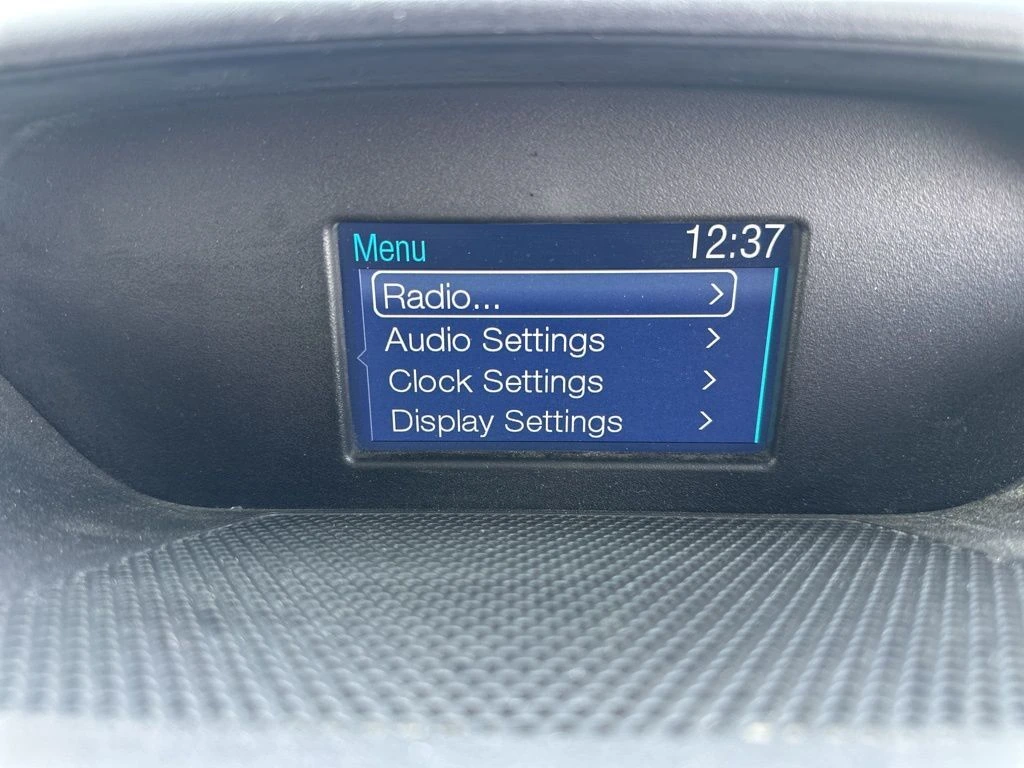 Menu 12:37
Radio...
Audio Settings
Clock Settings
Display Settings